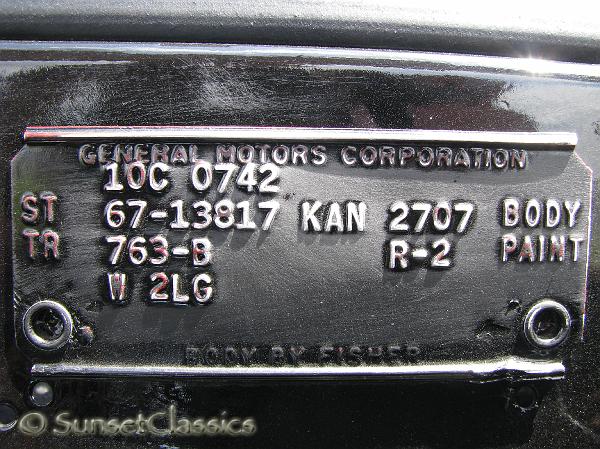 GENERAL MOTORS CORPORATION
10C 0742
ST 67-13817 KAN 2707 BODY
TR 763-B R-2 PAINT
W 2LG
BODY BY FISHER
© SunsetClassics